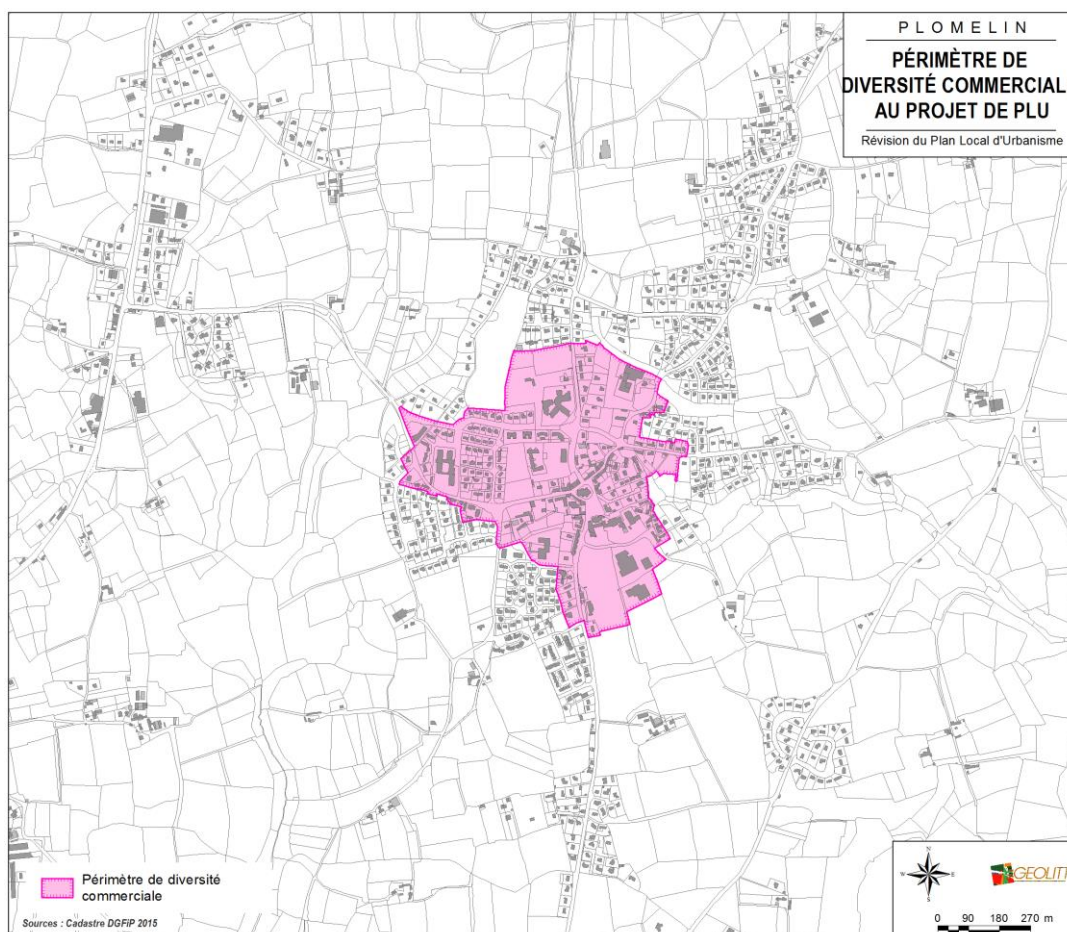 PLOMELIN
PÉRIMÈTRE DE
DIVERSITÉ COMMERCIAL
AU PROJET DE PLU
Révision du Plan Local d'Urbanisme
Périmètre de diversité
commerciale
Sources : Cadastre DGFiP 2015
N
W E
S
GEOLIT
0 90 180 270 m